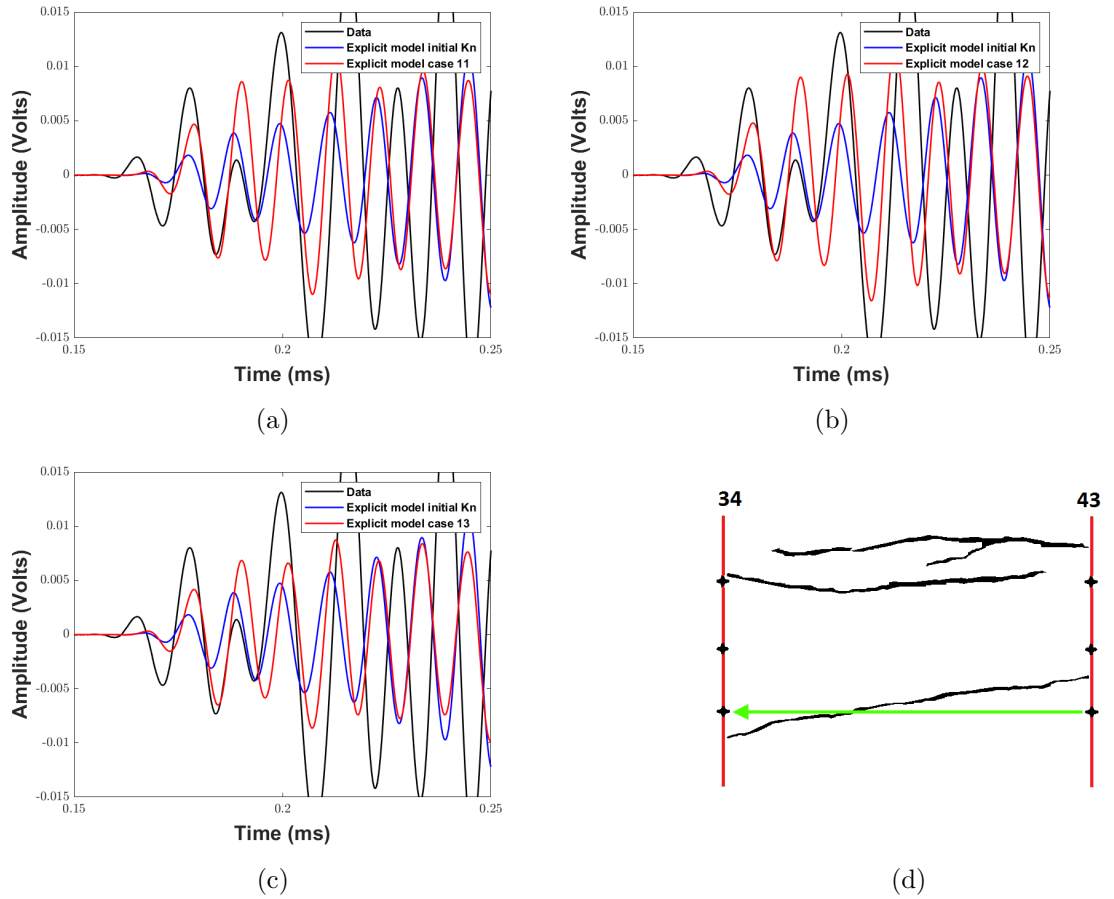 0.015
0.01
0.005
0
-0.005
-0.01
-0.015
0.15
0.2
0.25
Amplitude (Volts)
Time (ms)
Data
Explicit model initial Kn
Explicit model case 11
(a)
0.015
0.01
0.005
0
-0.005
-0.01
-0.015
0.15
0.2
0.25
Amplitude (Volts)
Time (ms)
Data
Explicit model initial Kn
Explicit model case 12
(b)
0.015
0.01
0.005
0
-0.005
-0.01
-0.015
0.15
0.2
0.25
Amplitude (Volts)
Time (ms)
Data
Explicit model initial Kn
Explicit model case 13
(c)
34
43
(d)